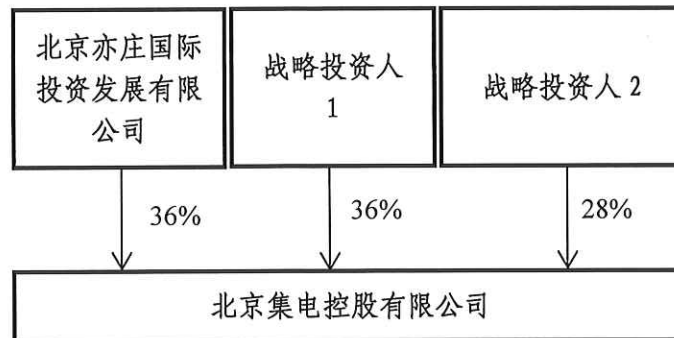 北京亦庄国际
投资发展有限
公司
战略投资人
1
战略投资人 2
36%
36%
28%
北京集电控股有限公司